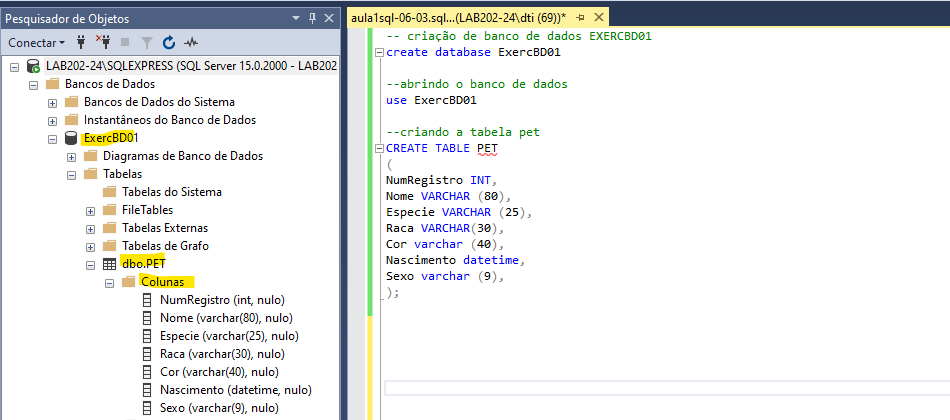 Pesquisador de Objetos
Conectar
LAB202-24\SQLEXPRESS (SQL Server 15.0.2000 - LAB202
Bancos de Dados
Bancos de Dados do Sistema
Instantâneos do Banco de Dados
ExercBD01
Diagramas de Banco de Dados
Tabelas
Tabelas do Sistema
FileTables
Tabelas Externas
Tabelas de Grafo
dbo.PET
Colunas
NumRegistro (int, nulo)
Nome (varchar(80), nulo)
Especie (varchar(25), nulo)
Raca (varchar(30), nulo)
Cor (varchar(40), nulo)
Nascimento (datetime, nulo)
Sexo (varchar(9), nulo)
aula1sql-06-03.sql...(LAB202-24\dti (69))*
-- criação de banco de dados EXERCBD01
create database ExercBD01
--abrindo o banco de dados
use ExercBD01
--criando a tabela pet
CREATE TABLE PET
(
NumRegistro INT,
Nome VARCHAR (80),
Especie VARCHAR (25),
Raca VARCHAR(30),
Cor varchar (40),
Nascimento datetime,
Sexo varchar (9),
);